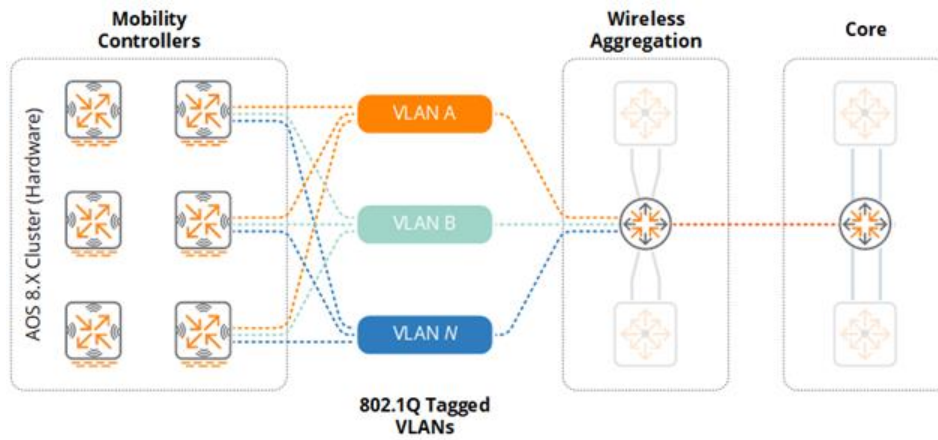 Mobility
Controllers
Wireless
Aggregation
Core
AOS 8.X Cluster (Hardware)
VLAN A
VLAN B
VLAN N
802.1Q Tagged
VLANs